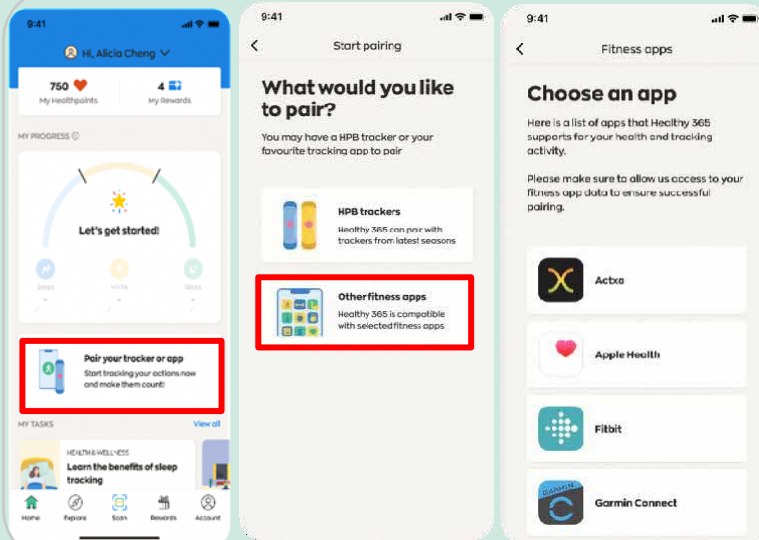 9:41
Hi, Alicia Cheng
750
My Healthpoints
4
My Rewards
MY PROGRESS
Let's get started!
Steps
MVPA
Sleep
Pair your tracker or app
Start tracking your actions now
and make them count!
MY TASKS
View all
HEALTH & WELLNESS
Learn the benefits of sleep
tracking
Home
Explore
Scan
Rewards
Account
9:41
Start pairing
What would you like
to pair?
You may have a HPB tracker or your
favourite tracking app to pair
HPB trackers
Healthy 365 can pair with
trackers from latest seasons
Other fitness apps
Healthy 365 is compatible
with selected fitness apps
9:41
Fitness apps
Choose an app
Here is a list of apps that Healthy 365
supports for your health and tracking
activity.
Please make sure to allow us access to your
fitness app data to ensure successful
pairing.
Actxa
Apple Health
Fitbit
GARMIN
Garmin Connect